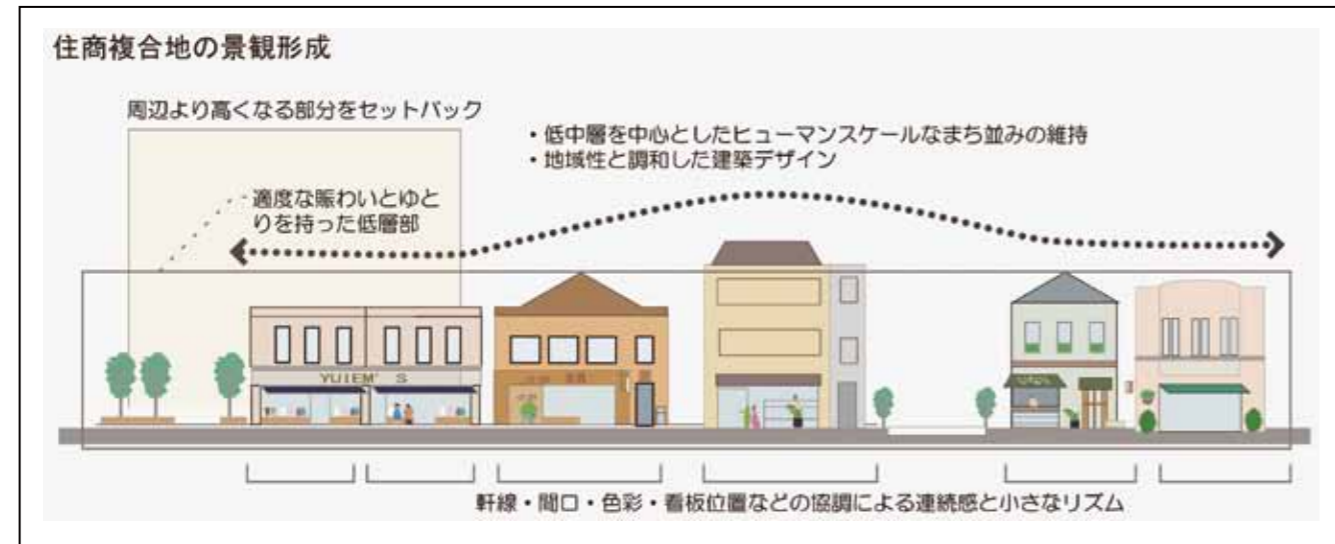 住商複合地の景観形成
周辺より高くなる部分をセットバック
・低中層を中心としたヒューマンスケールなまち並みの維持
・地域性と調和した建築デザイン
適度な賑わいとゆと
りを持った低層部
YUIEM'S
軒線・間口・色彩・看板位置などの協調による連続感と小さなリズム